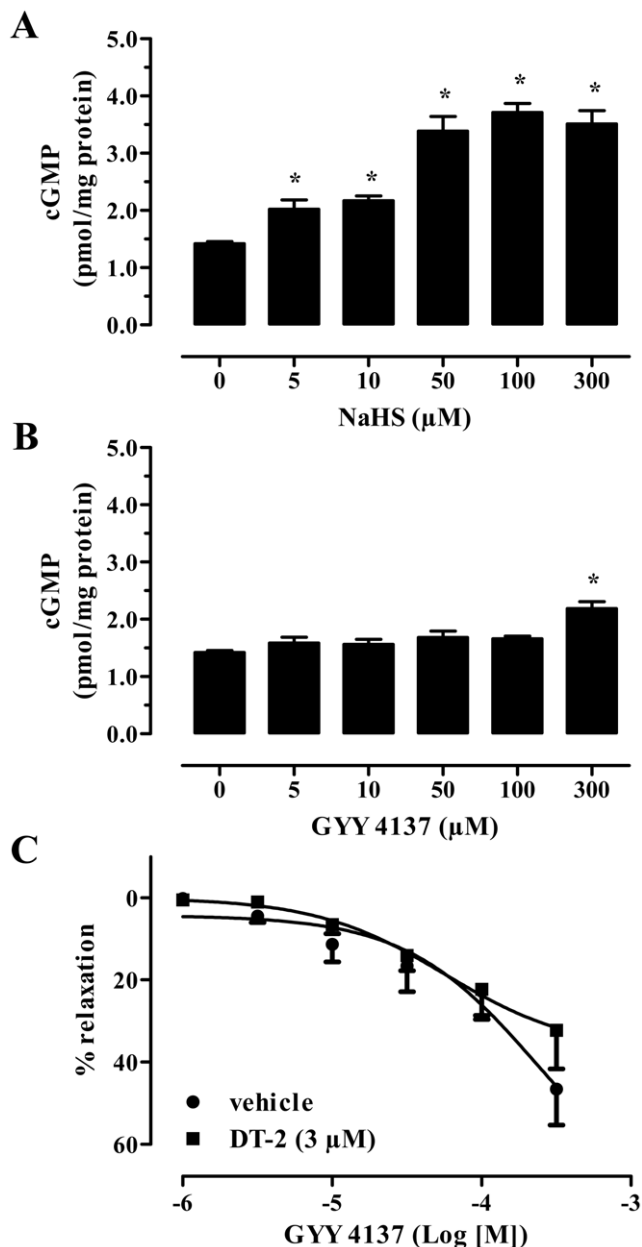 A
5.0
4.0
3.0
2.0
1.0
0.0
cGMP
(pmol/mg protein)
*
*
*
*
*
0
5
10
50
100
300
NaHS (µM)
B
5.0
4.0
3.0
2.0
1.0
0.0
cGMP
(pmol/mg protein)
*
0
5
10
50
100
300
GYY 4137 (µM)
C
0
20
40
60
% relaxation
vehicle
DT-2 (3 µM)
-6
-5
-4
-3
GYY 4137 (Log [M])